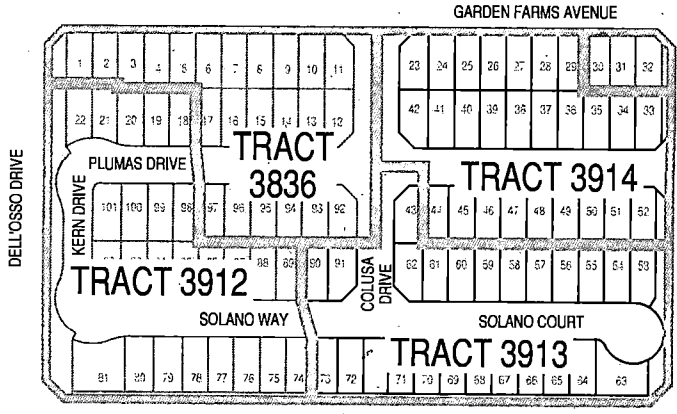 GARDEN FARMS AVENUE
1 2 3 4 5 6 7 8 9 10 11
23 24 25 26 27 28 29 30 31 32
22 21 20 19 18 17 16 15 14 13 12
42 41 40 39 38 37 36 35 34 33
DELL'OSSO DRIVE
PLUMAS DRIVE
KERN DRIVE
TRACT
3836
TRACT 3914
101 100 99 98 97 96 95 94 93 92
43 44 45 46 47 48 49 50 51 52
88 89 90 91
62 61 60 59 58 57 56 55 54 53
TRACT 3912
COLUSA
DRIVE
SOLANO WAY
SOLANO COURT
TRACT 3913
81 80 79 78 77 76 75 74 73 72 71 70 69 68 67 66 65 64 63